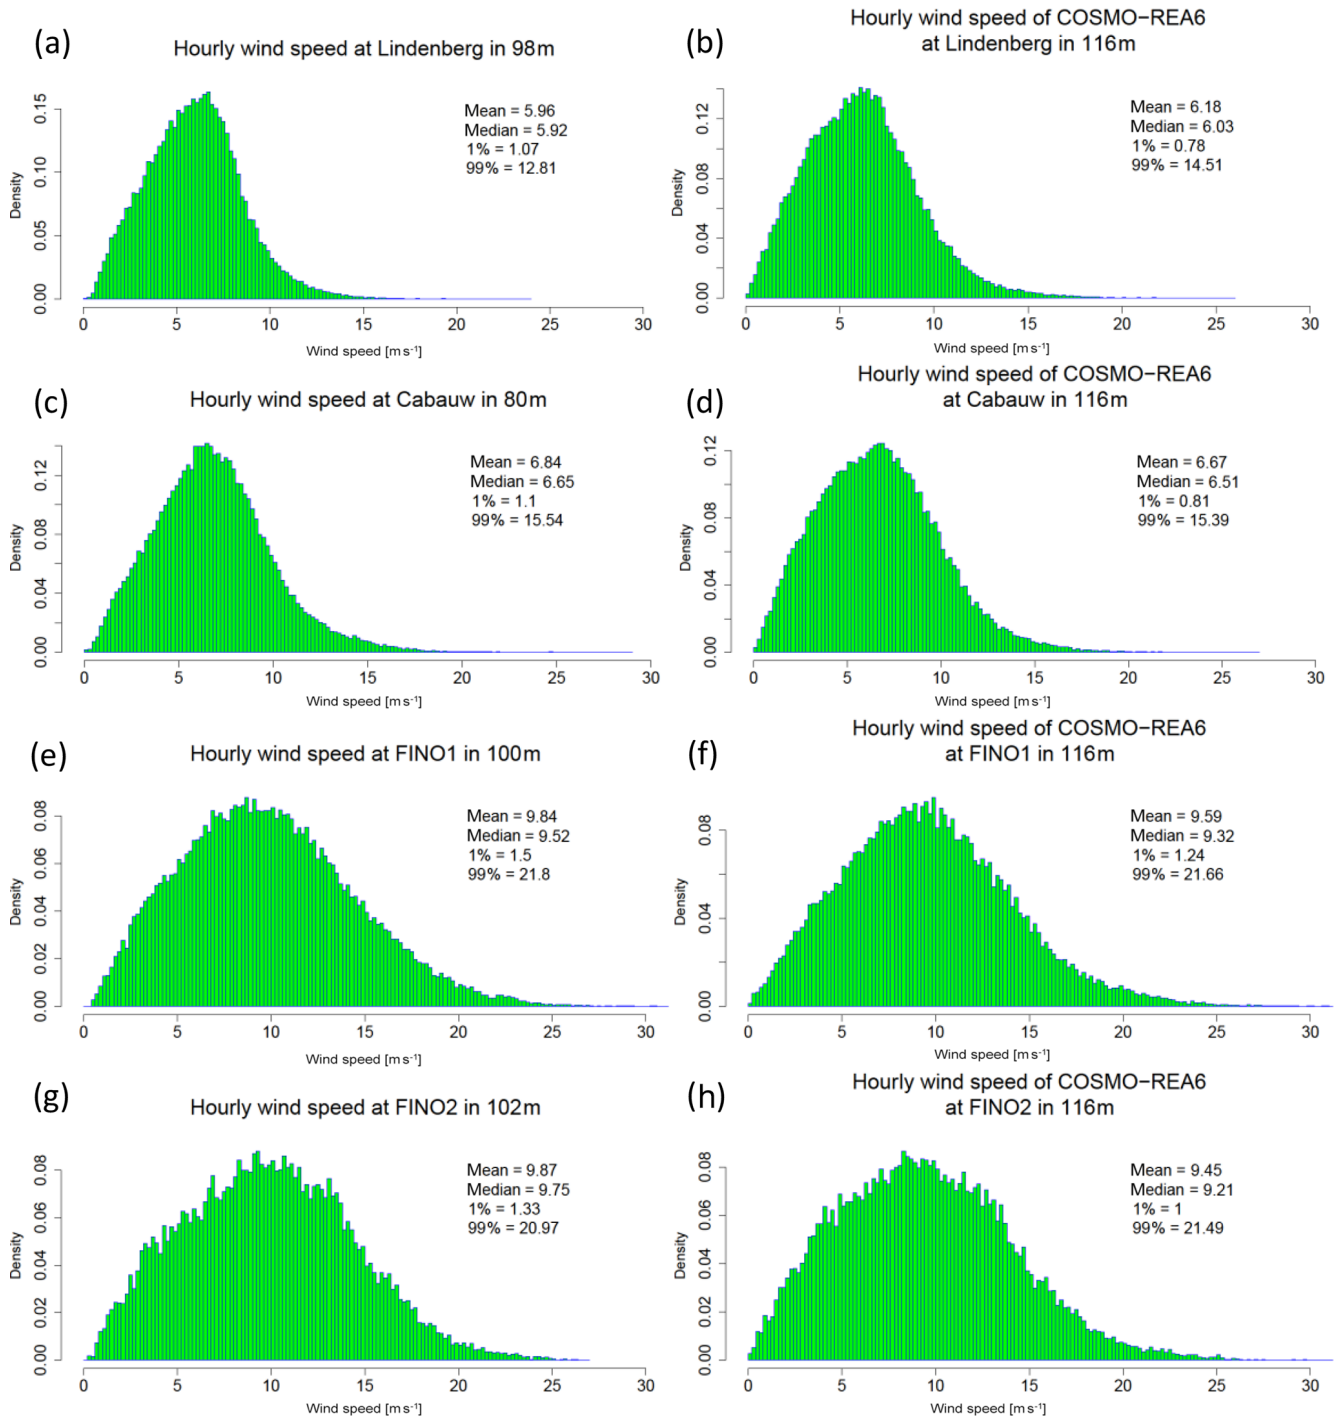 (a)
Hourly wind speed at Lindenberg in 98m
Mean = 5.96
Median = 5.92
1% = 1.07
99% = 12.81
Density
0.00
0.05
0.10
0.15
0 5 10 15 20 25 30
Wind speed [m s⁻¹]
(b)
Hourly wind speed of COSMO−REA6
at Lindenberg in 116m
Mean = 6.18
Median = 6.03
1% = 0.78
99% = 14.51
Density
0.00
0.04
0.08
0.12
0 5 10 15 20 25 30
Wind speed [m s⁻¹]
(c)
Hourly wind speed at Cabauw in 80m
Mean = 6.84
Median = 6.65
1% = 1.1
99% = 15.54
Density
0.00
0.04
0.08
0.12
0 5 10 15 20 25 30
Wind speed [m s⁻¹]
(d)
Hourly wind speed of COSMO−REA6
at Cabauw in 116m
Mean = 6.67
Median = 6.51
1% = 0.81
99% = 15.39
Density
0.00
0.04
0.08
0.12
0 5 10 15 20 25 30
Wind speed [m s⁻¹]
(e)
Hourly wind speed at FINO1 in 100m
Mean = 9.84
Median = 9.52
1% = 1.5
99% = 21.8
Density
0.00
0.02
0.04
0.06
0.08
0 5 10 15 20 25 30
Wind speed [m s⁻¹]
(f)
Hourly wind speed of COSMO−REA6
at FINO1 in 116m
Mean = 9.59
Median = 9.32
1% = 1.24
99% = 21.66
Density
0.00
0.04
0.08
0 5 10 15 20 25 30
Wind speed [m s⁻¹]
(g)
Hourly wind speed at FINO2 in 102m
Mean = 9.87
Median = 9.75
1% = 1.33
99% = 20.97
Density
0.00
0.02
0.04
0.06
0.08
0 5 10 15 20 25 30
Wind speed [m s⁻¹]
(h)
Hourly wind speed of COSMO−REA6
at FINO2 in 116m
Mean = 9.45
Median = 9.21
1% = 1
99% = 21.49
Density
0.00
0.02
0.04
0.06
0.08
0 5 10 15 20 25 30
Wind speed [m s⁻¹]